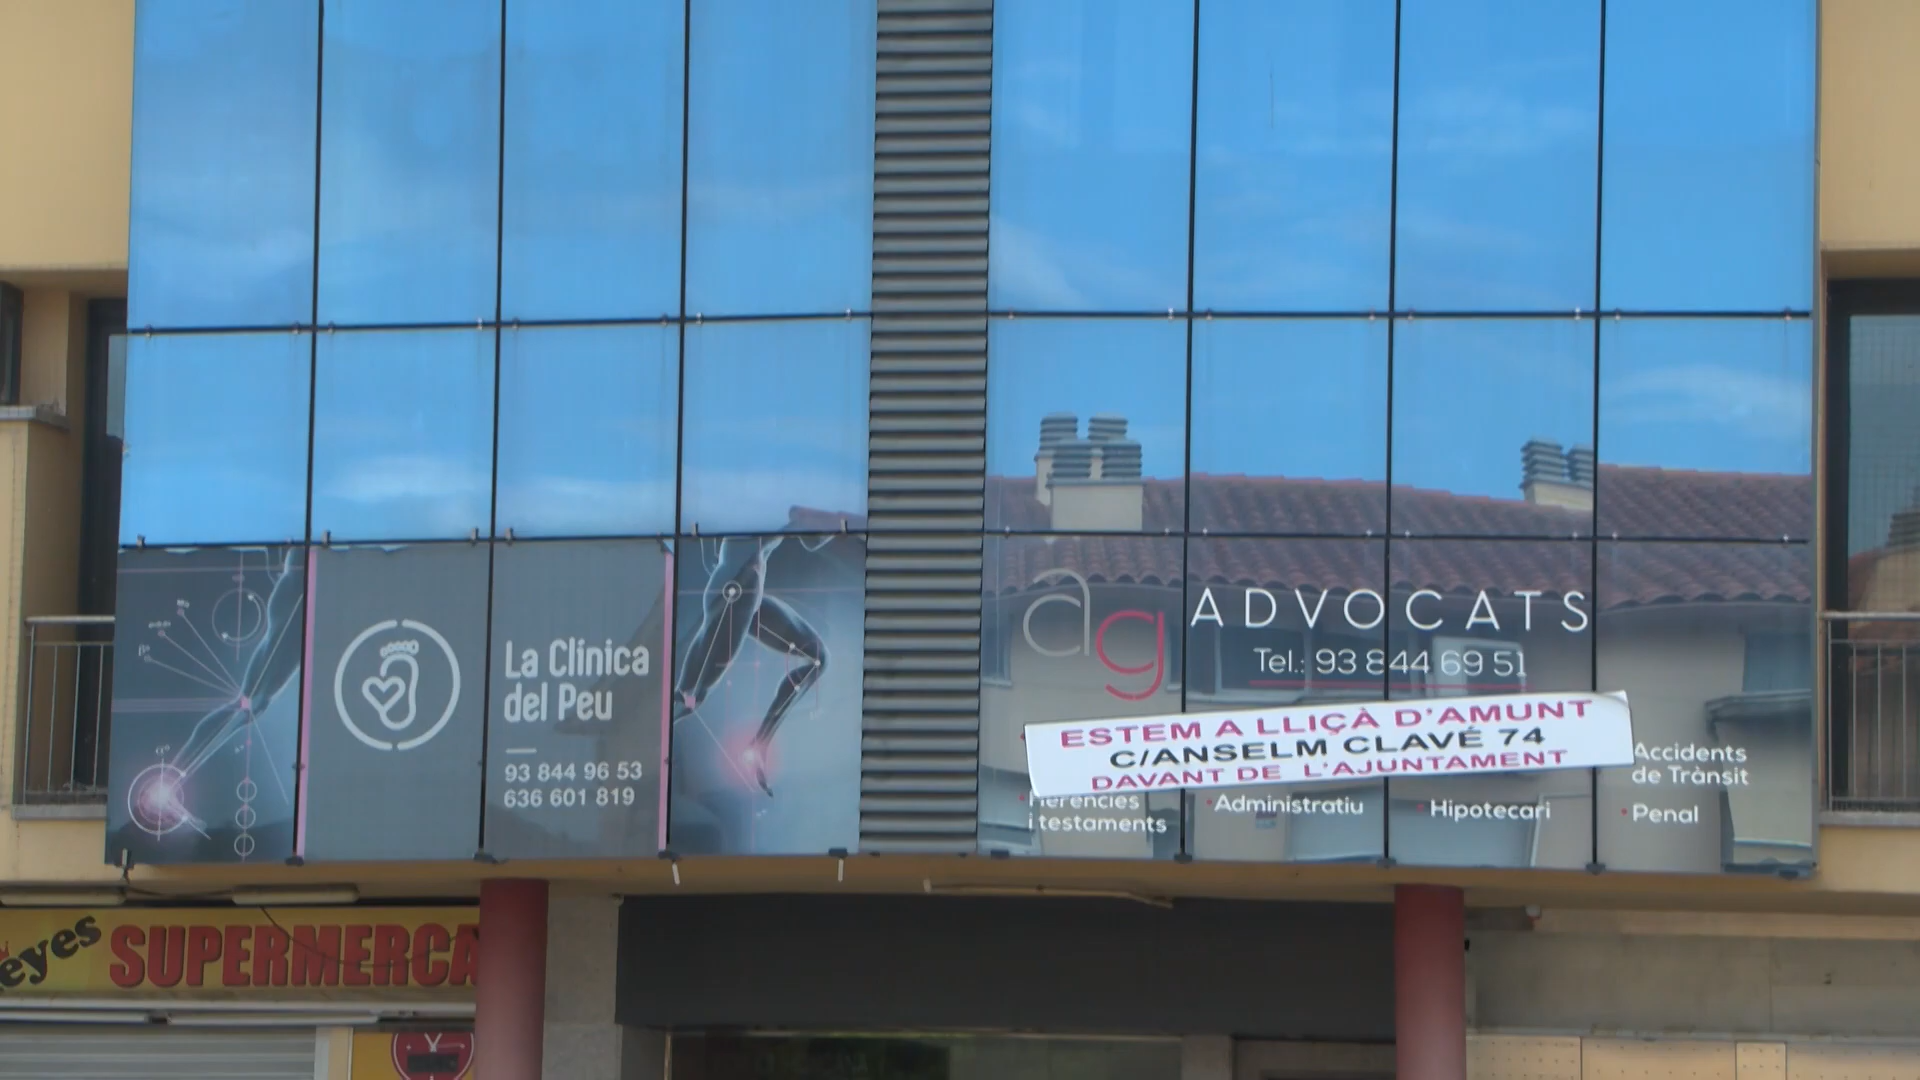 La Clínica
del Peu
93 844 96 53
636 601 819
ag
ADVOCATS
Tel.: 93 844 69 51
ESTEM A LLIÇÀ D'AMUNT
C/ANSELM CLAVÉ 74
DAVANT DE L'AJUNTAMENT
Herències
i testaments
Administratiu
Hipotecari
Accidents
de Trànsit
Penal
eyes
SUPERMERCA